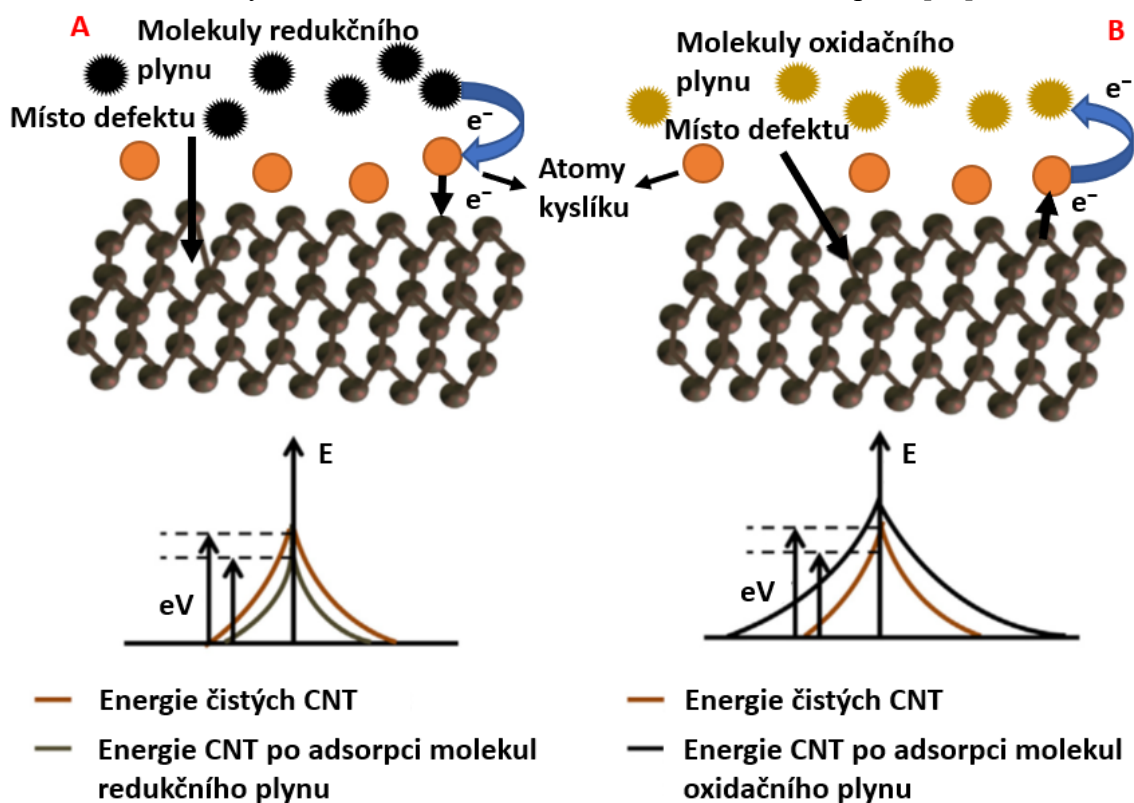 A
Molekuly redukčního
plynu
Místo defektu
e⁻
e⁻
Atomy
kyslíku
B
Molekuly oxidačního
plynu
Místo defektu
e⁻
e⁻
E
eV
E
eV
Energie čistých CNT
Energie CNT po adsorpci molekul
redukčního plynu
Energie čistých CNT
Energie CNT po adsorpci molekul
oxidačního plynu